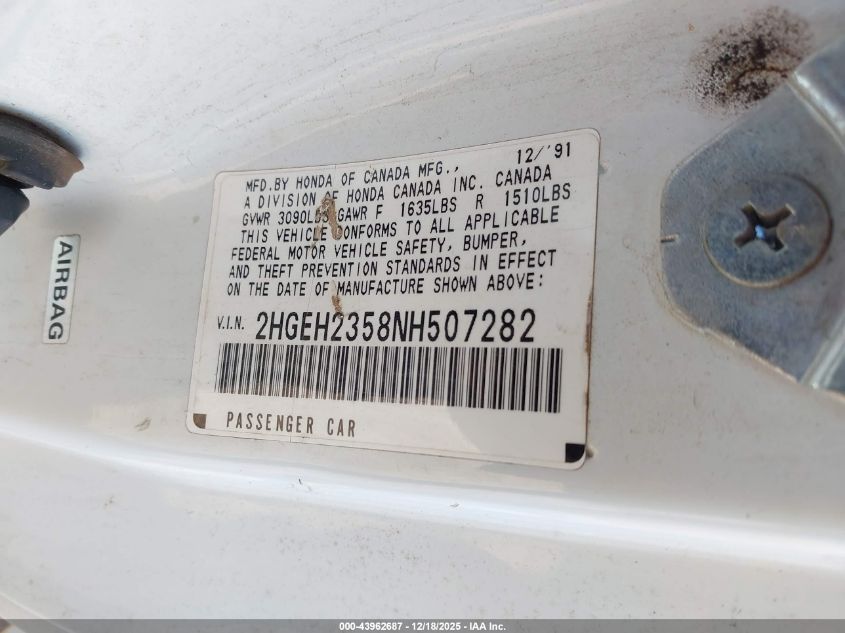 12/'91
MFD.BY HONDA OF CANADA MFG.,
A DIVISION OF HONDA CANADA INC. CANADA
GVWR 3090LBS GAWR F 1635LBS R 1510LBS
THIS VEHICLE CONFORMS TO ALL APPLICABLE
FEDERAL MOTOR VEHICLE SAFETY, BUMPER,
AND THEFT PREVENTION STANDARDS IN EFFECT
ON THE DATE OF MANUFACTURE SHOWN ABOVE:
V.I.N. 2HGEH2358NH507282
PASSENGER CAR
AIRBAG
000-43962687 - 12/18/2025 - IAA Inc.